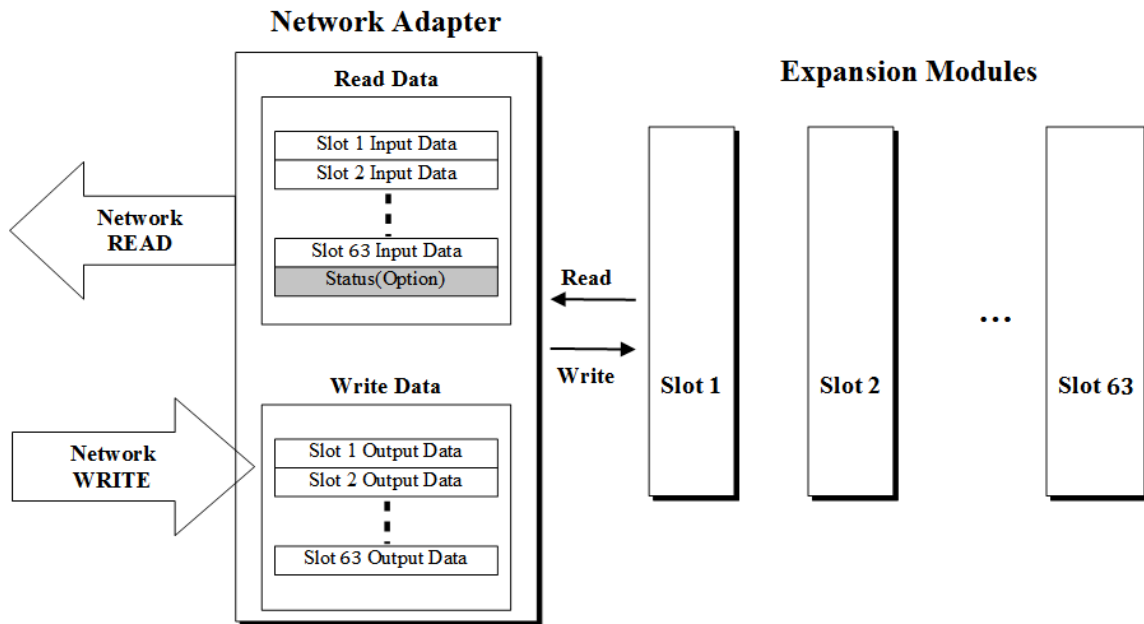 Network Adapter
Read Data
Slot 1 Input Data
Slot 2 Input Data
Slot 63 Input Data
Status(Option)
Network
READ
Write Data
Slot 1 Output Data
Slot 2 Output Data
Slot 63 Output Data
Network
WRITE
Read
Write
Expansion Modules
Slot 1
Slot 2
...
Slot 63